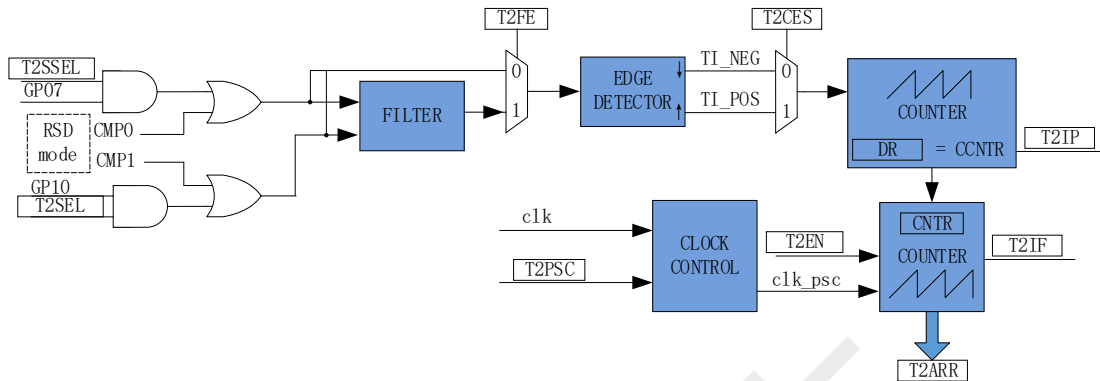 T2FE
T2CES
T2SSEL
GP07
RSD
mode
CMP0
CMP1
GP10
T2SEL
FILTER
0
1
EDGE
DETECTOR
TI_NEG
TI_POS
0
1
COUNTER
DR = CCNTR
T2IP
clk
T2PSC
CLOCK
CONTROL
T2EN
clk_psc
CNTR
COUNTER
T2IF
T2ARR